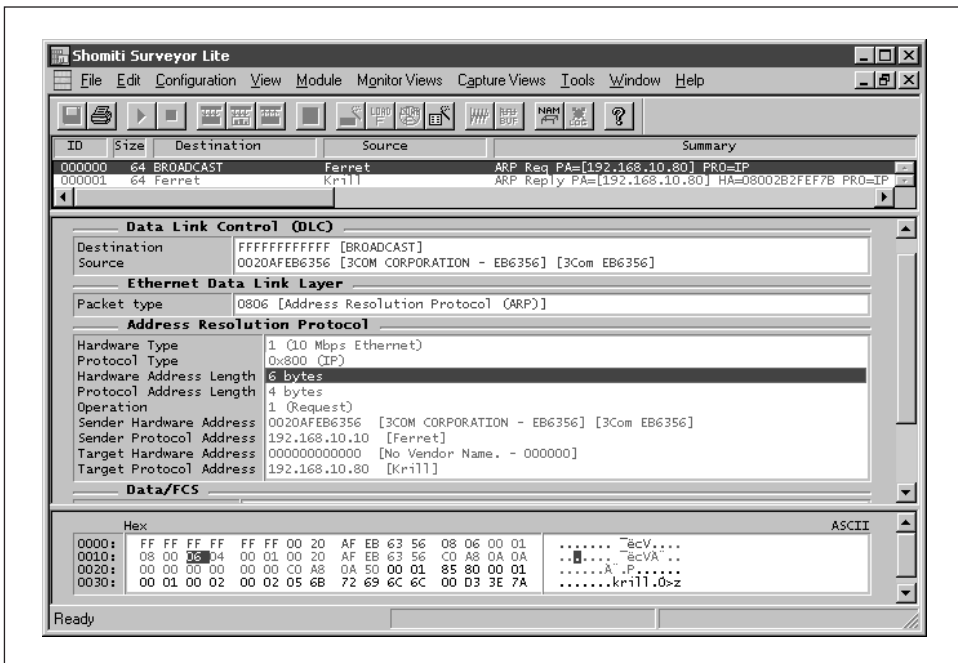 Shomiti Surveyor Lite
File Edit Configuration View Module Monitor Views Capture Views Tools Window Help
LOAD NAM BUF ?
ID Size Destination Source Summary
000000 64 BROADCAST Ferret ARP Req PA=[192.168.10.80] PRO=IP
000001 64 Ferret Krill ARP Reply PA=[192.168.10.80] HA=08002B2FEF7B PRO=IP
Data Link Control (DLC)
Destination FFFFFFFFFFFF [BROADCAST]
Source 0020AFEB6356 [3COM CORPORATION - EB6356] [3Com EB6356]
Ethernet Data Link Layer
Packet type 0806 [Address Resolution Protocol (ARP)]
Address Resolution Protocol
Hardware Type 1 (10 Mbps Ethernet)
Protocol Type 0x800 (IP)
Hardware Address Length 6 bytes
Protocol Address Length 4 bytes
Operation 1 (Request)
Sender Hardware Address 0020AFEB6356 [3COM CORPORATION - EB6356] [3Com EB6356]
Sender Protocol Address 192.168.10.10 [Ferret]
Target Hardware Address 000000000000 [No Vendor Name. - 000000]
Target Protocol Address 192.168.10.80 [Krill]
Data/FCS
Hex ASCII
0000: FF FF FF FF FF FF 00 20 AF EB 63 56 08 06 00 01 ....... ¯ëcV....
0010: 08 00 06 04 00 01 00 20 AF EB 63 56 C0 A8 0A 0A ....... ¯ëcVÀ¨..
0020: 00 00 00 00 00 00 C0 A8 0A 50 00 01 85 80 00 01 ......À¨.P......
0030: 00 01 00 02 00 02 05 6B 72 69 6C 6C 00 D3 3E 7A .......krill.Ó>z
Ready